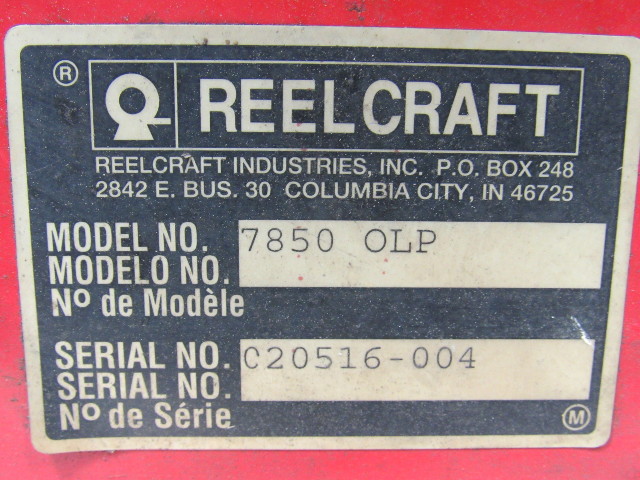 ® REELCRAFT
REELCRAFT INDUSTRIES, INC. P.O. BOX 248
2842 E. BUS. 30 COLUMBIA CITY, IN 46725
MODEL NO. 7850 OLP
MODELO NO.
Nº de Modèle
SERIAL NO. C20516-004
SERIAL NO.
Nº de Série
M